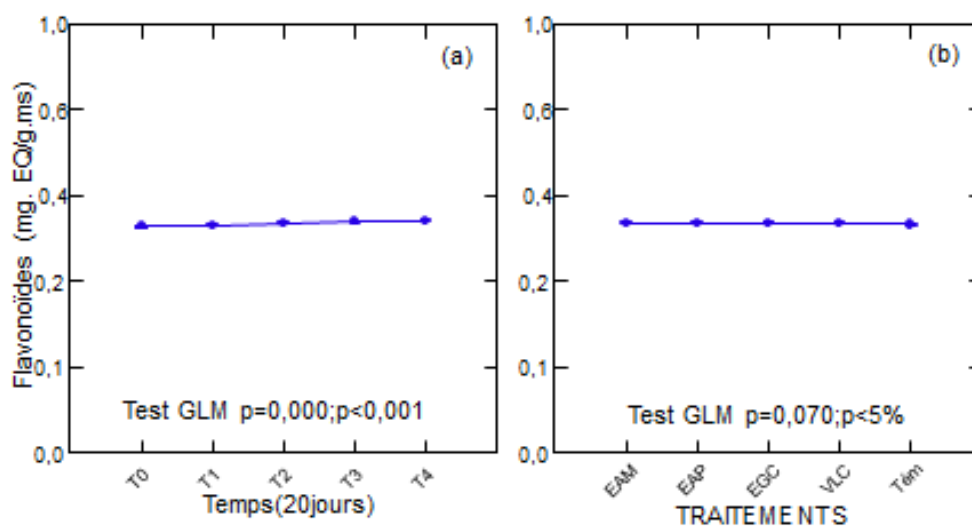 Flavonoïdes (mg. EQ/g.ms)
1,0
0,6
0,4
0,2
0,1
0,0
(a)
Test GLM p=0,000;p<0,001
T0 T1 T2 T3 T4
Temps(20jours)
1,0
0,6
0,4
0,2
0,1
0,0
(b)
Test GLM p=0,070;p<5%
EAM EAP EGC VLC Tém
TRAITEMENTS